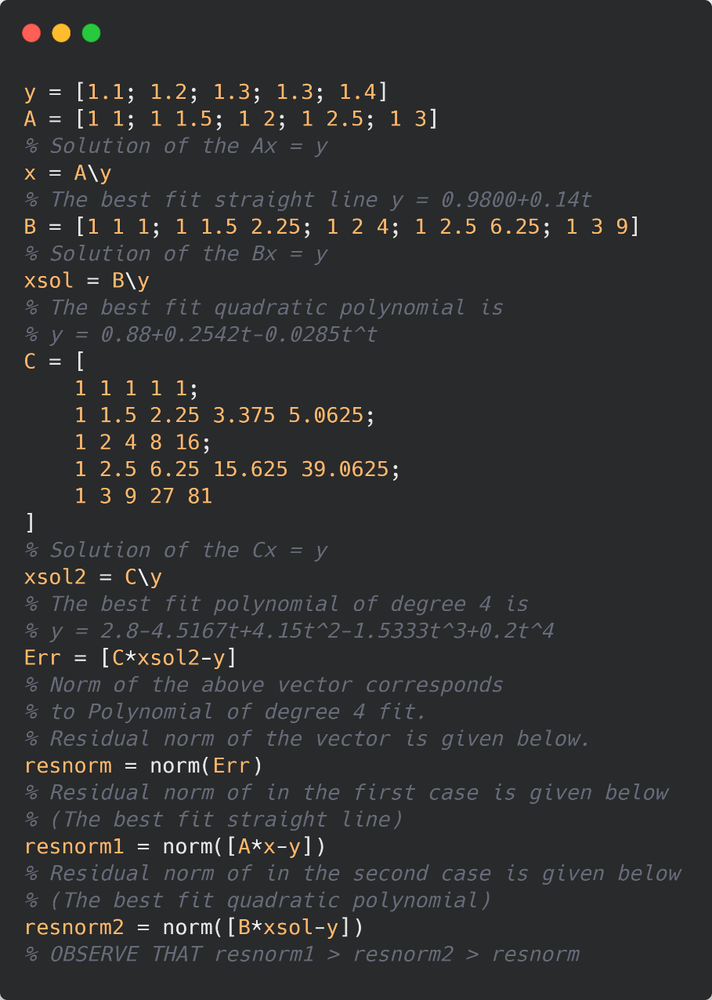 y = [1.1; 1.2; 1.3; 1.3; 1.4]
A = [1 1; 1 1.5; 1 2; 1 2.5; 1 3]
% Solution of the Ax = y
x = A\y
% The best fit straight line y = 0.9800+0.14t
B = [1 1 1; 1 1.5 2.25; 1 2 4; 1 2.5 6.25; 1 3 9]
% Solution of the Bx = y
xsol = B\y
% The best fit quadratic polynomial is
% y = 0.88+0.2542t-0.0285t^t
C = [
    1 1 1 1 1;
    1 1.5 2.25 3.375 5.0625;
    1 2 4 8 16;
    1 2.5 6.25 15.625 39.0625;
    1 3 9 27 81
]
% Solution of the Cx = y
xsol2 = C\y
% The best fit polynomial of degree 4 is
% y = 2.8-4.5167t+4.15t^2-1.5333t^3+0.2t^4
Err = [C*xsol2-y]
% Norm of the above vector corresponds
% to Polynomial of degree 4 fit.
% Residual norm of the vector is given below.
resnorm = norm(Err)
% Residual norm of in the first case is given below
% (The best fit straight line)
resnorm1 = norm([A*x-y])
% Residual norm of in the second case is given below
% (The best fit quadratic polynomial)
resnorm2 = norm([B*xsol-y])
% OBSERVE THAT resnorm1 > resnorm2 > resnorm